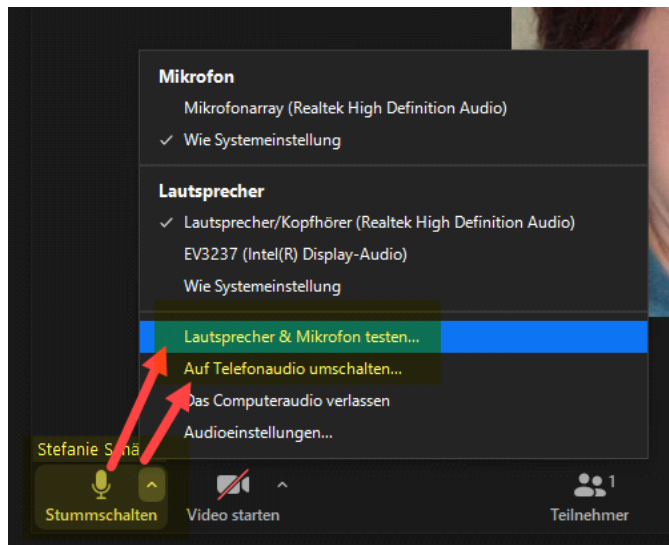 Mikrofon
Mikrofonarray (Realtek High Definition Audio)
Wie Systemeinstellung
Lautsprecher
Lautsprecher/Kopfhörer (Realtek High Definition Audio)
EV3237 (Intel(R) Display-Audio)
Wie Systemeinstellung
Lautsprecher & Mikrofon testen...
Auf Telefonaudio umschalten...
Das Computeraudio verlassen
Audioeinstellungen...
Stefanie
Stummschalten
Video starten
1
Teilnehmer